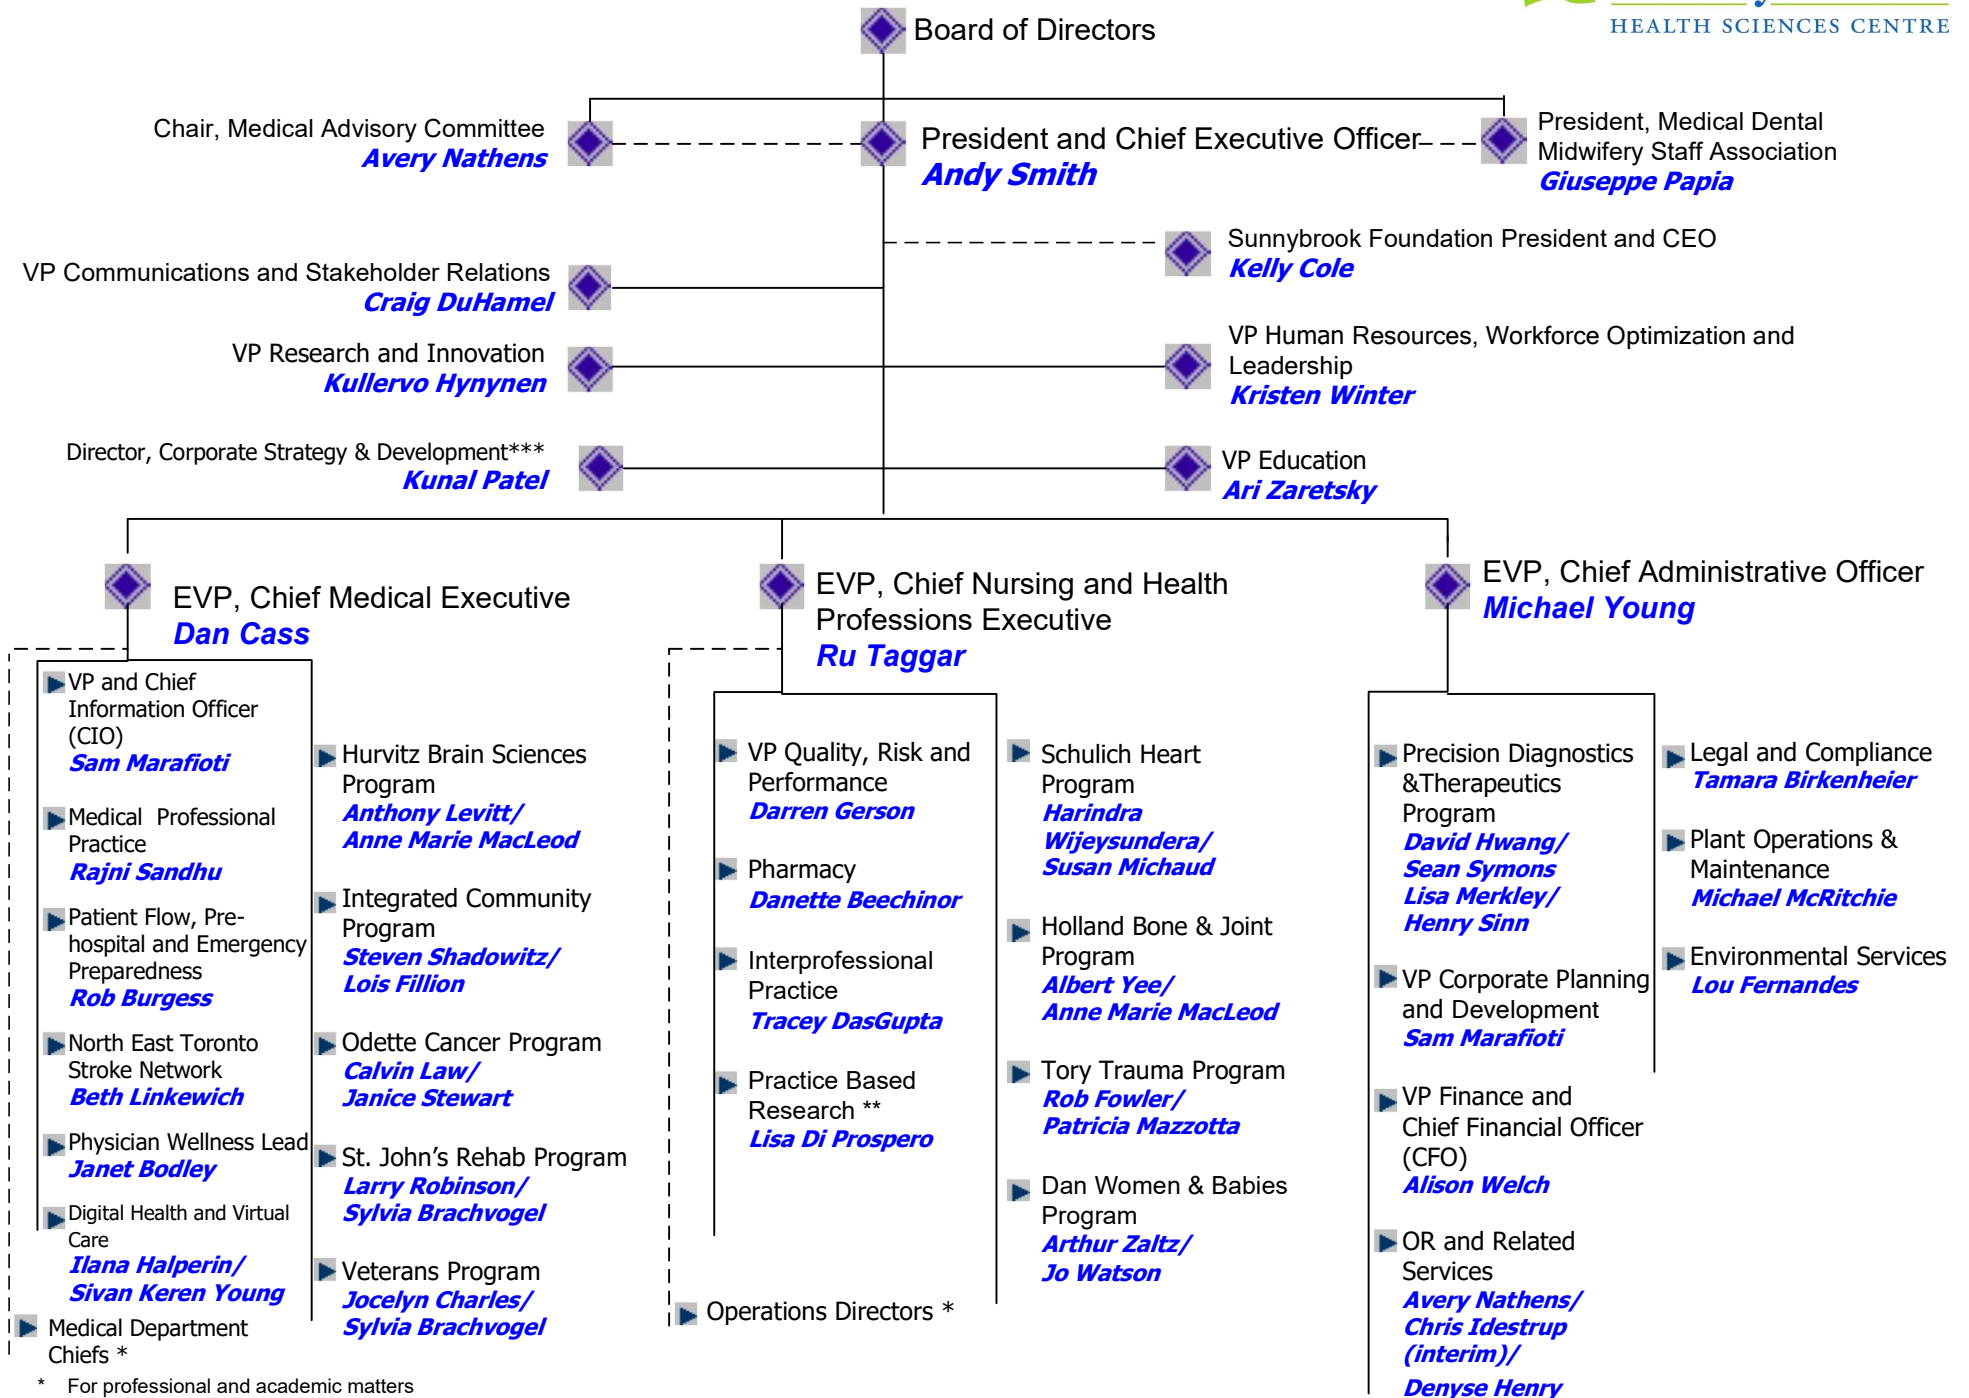 HEALTH SCIENCES CENTRE
Board of Directors
Chair, Medical Advisory Committee
Avery Nathens
President and Chief Executive Officer
Andy Smith
President, Medical Dental
Midwifery Staff Association
Giuseppe Papia
Sunnybrook Foundation President and CEO
Kelly Cole
VP Communications and Stakeholder Relations
Craig DuHamel
VP Human Resources, Workforce Optimization and
Leadership
Kristen Winter
VP Research and Innovation
Kullervo Hynynen
Director, Corporate Strategy & Development***
Kunal Patel
VP Education
Ari Zaretsky
EVP, Chief Medical Executive
Dan Cass
VP and Chief
Information Officer
(CIO)
Sam Marafioti
Medical Professional
Practice
Rajni Sandhu
Patient Flow, Pre-
hospital and Emergency
Preparedness
Rob Burgess
North East Toronto
Stroke Network
Beth Linkewich
Physician Wellness Lead
Janet Bodley
Digital Health and Virtual
Care
Ilana Halperin/
Sivan Keren Young
Medical Department
Chiefs *
Hurvitz Brain Sciences
Program
Anthony Levitt/
Anne Marie MacLeod
Integrated Community
Program
Steven Shadowitz/
Lois Fillion
Odette Cancer Program
Calvin Law/
Janice Stewart
St. John’s Rehab Program
Larry Robinson/
Sylvia Brachvogel
Veterans Program
Jocelyn Charles/
Sylvia Brachvogel
EVP, Chief Nursing and Health
Professions Executive
Ru Taggar
VP Quality, Risk and
Performance
Darren Gerson
Pharmacy
Danette Beechinor
Interprofessional
Practice
Tracey DasGupta
Practice Based
Research **
Lisa Di Prospero
Operations Directors *
Schulich Heart
Program
Harindra
Wijeysundera/
Susan Michaud
Holland Bone & Joint
Program
Albert Yee/
Anne Marie MacLeod
Tory Trauma Program
Rob Fowler/
Patricia Mazzotta
Dan Women & Babies
Program
Arthur Zaltz/
Jo Watson
EVP, Chief Administrative Officer
Michael Young
Precision Diagnostics
&Therapeutics
Program
David Hwang/
Sean Symons
Lisa Merkley/
Henry Sinn
VP Corporate Planning
and Development
Sam Marafioti
VP Finance and
Chief Financial Officer
(CFO)
Alison Welch
OR and Related
Services
Avery Nathens/
Chris Idestrup
(interim)/
Denyse Henry
Legal and Compliance
Tamara Birkenheier
Plant Operations &
Maintenance
Michael McRitchie
Environmental Services
Lou Fernandes
* For professional and academic matters